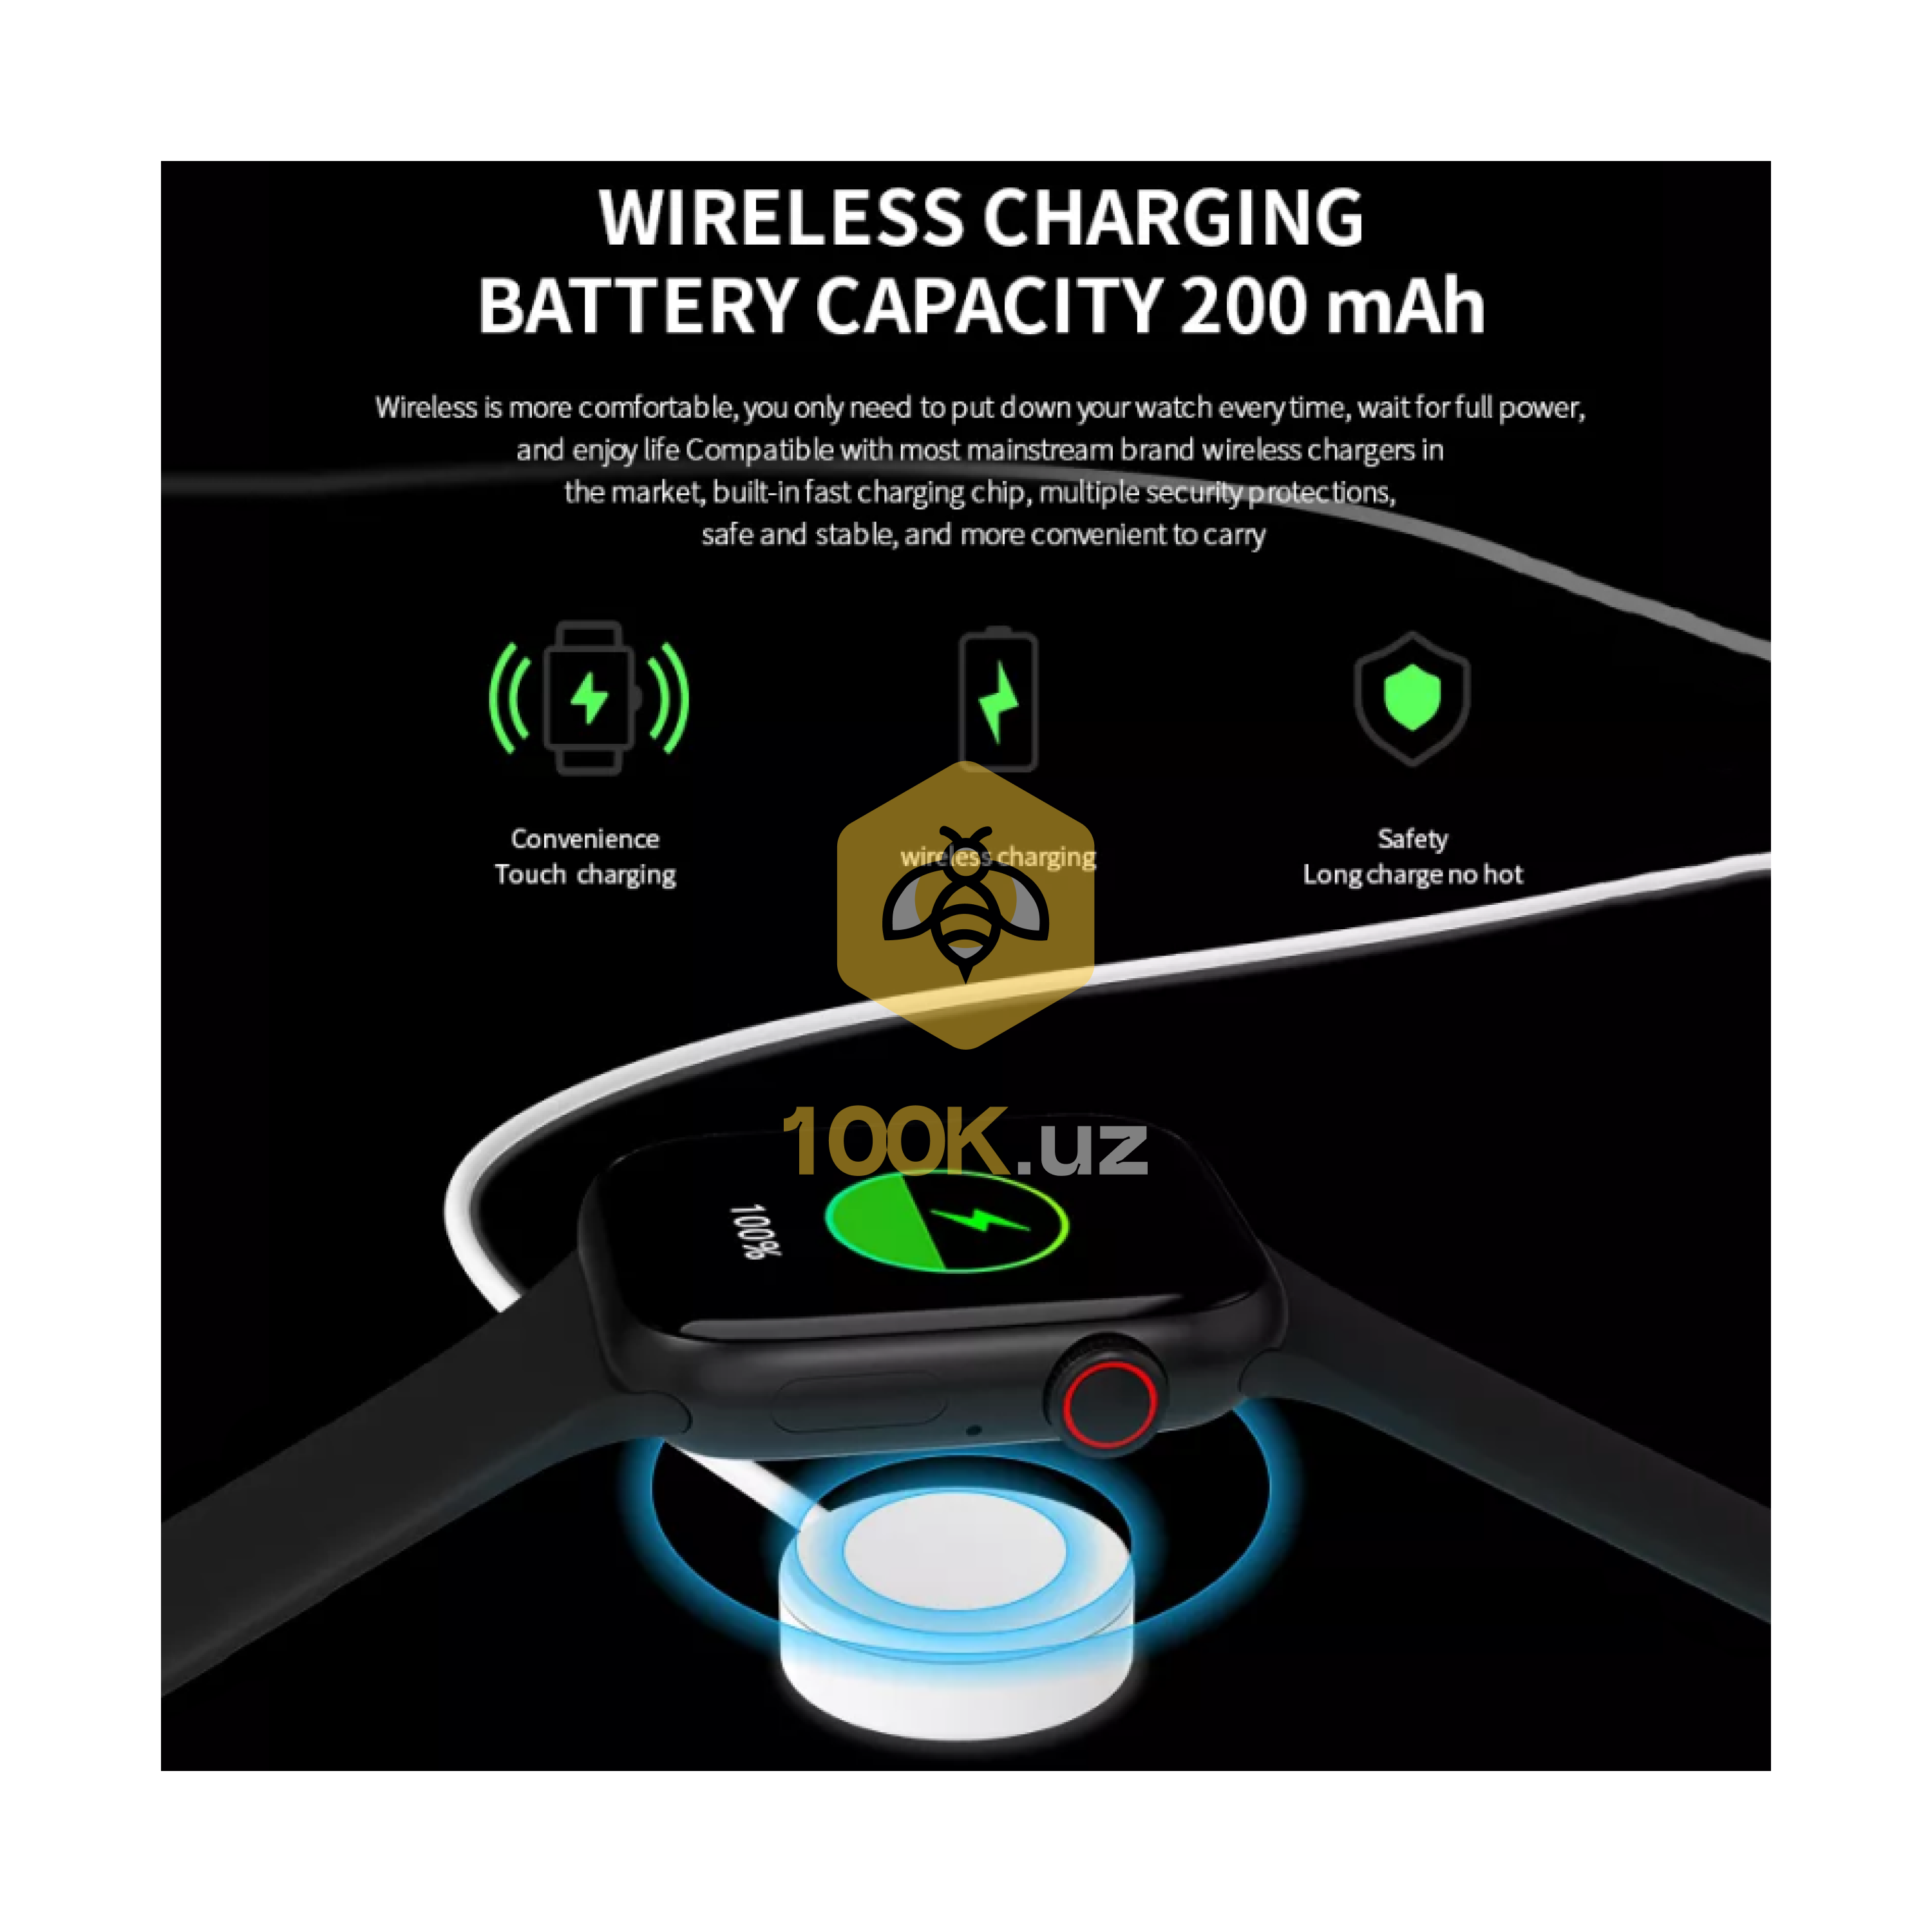 WIRELESS CHARGING
BATTERY CAPACITY 200 mAh
Wireless is more comfortable, you only need to put down your watch every time, wait for full power,
and enjoy life Compatible with most mainstream brand wireless chargers in
the market, built-in fast charging chip, multiple security protections,
safe and stable, and more convenient to carry
Convenience
Touch charging
wireless charging
Safety
Long charge no hot
100K.uz
100%